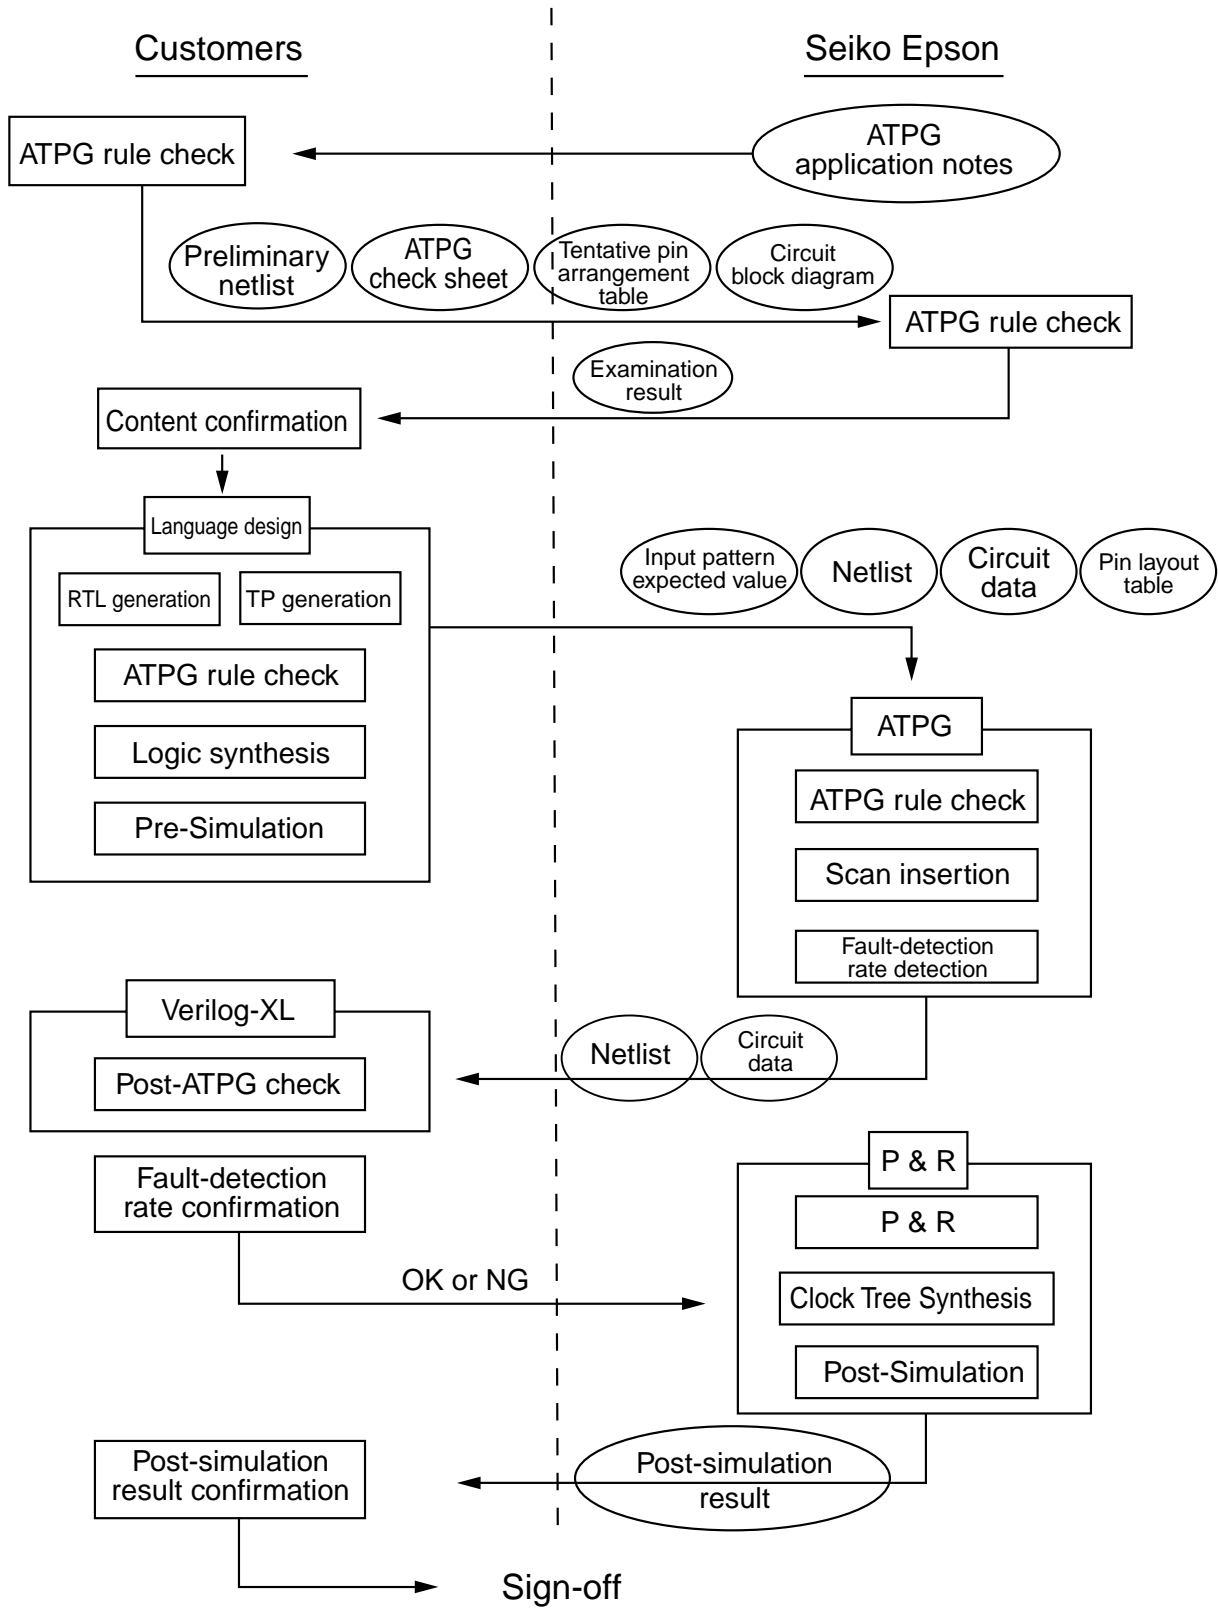 Customers
Seiko Epson
ATPG rule check
ATPG
application notes
Preliminary
netlist
ATPG
check sheet
Tentative pin
arrangement
table
Circuit
block diagram
ATPG rule check
Examination
result
Content confirmation
Language design
RTL generation
TP generation
ATPG rule check
Logic synthesis
Pre-Simulation
Input pattern
expected value
Netlist
Circuit
data
Pin layout
table
ATPG
ATPG rule check
Scan insertion
Fault-detection
rate detection
Netlist
Circuit
data
Verilog-XL
Post-ATPG check
Fault-detection
rate confirmation
OK or NG
P & R
P & R
Clock Tree Synthesis
Post-Simulation
Post-simulation
result
Post-simulation
result confirmation
Sign-off